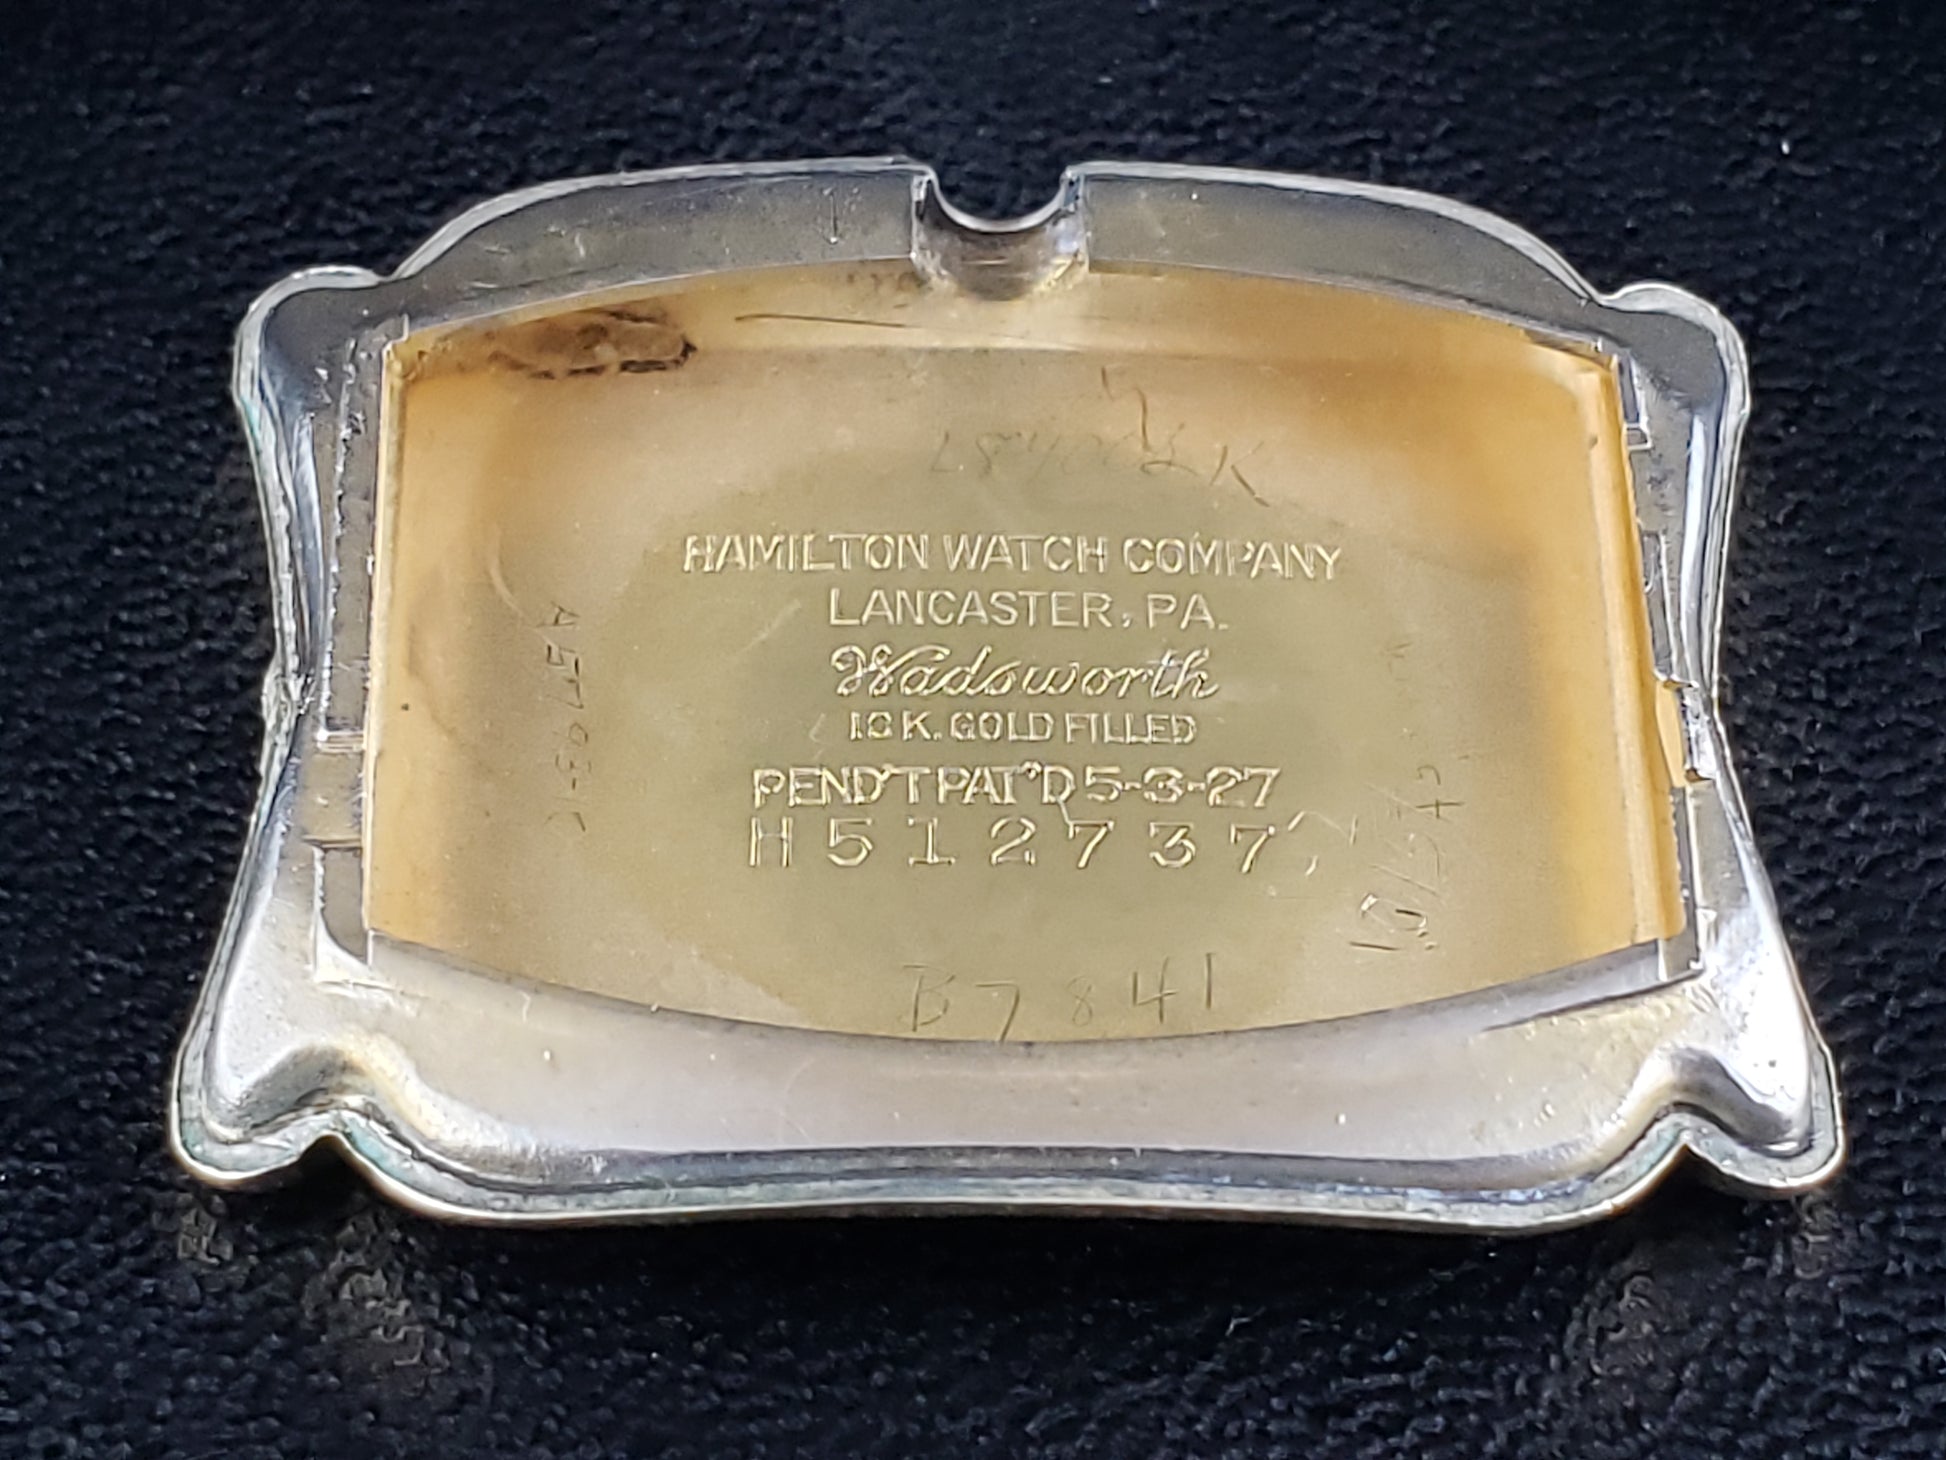 HAMILTON WATCH COMPANY
LANCASTER, PA.
Wadsworth
10 K. GOLD FILLED
PEND'T PAT'D 5-3-27
H512737
B7841